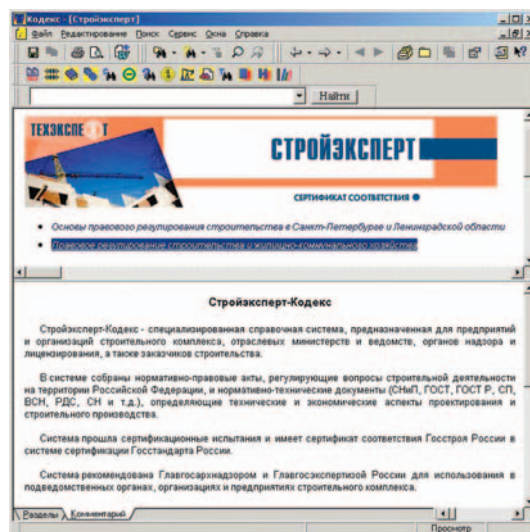 Кодекс - [Стройэксперт]
Файл Редактирование Поиск Сервис Окна Справка
Найти
ТЕХЭКСПЕРТ
СТРОЙЭКСПЕРТ
СЕРТИФИКАТ СООТВЕТСТВИЯ
Основы правового регулирования строительства в Санкт-Петербурге и Ленинградской области
Правовое регулирование строительства и жилищно-коммунального хозяйства
Стройэксперт-Кодекс
Стройэксперт-Кодекс - специализированная справочная система, предназначенная для предприятий
и организаций строительного комплекса, отраслевых министерств и ведомств, органов надзора и
лицензирования, а также заказчиков строительства.
В системе собраны нормативно-правовые акты, регулирующие вопросы строительной деятельности
на территории Российской Федерации, и нормативно-технические документы (СНиП, ГОСТ, ГОСТ Р, СП,
ВСН, РДС, СН и т.д.), определяющие технические и экономические аспекты проектирования и
строительного производства.
Система прошла сертификационные испытания и имеет сертификат соответствия Госстроя России в
системе сертификации Госстандарта России.
Система рекомендована Главгосархнадзором и Главгосэкспертизой России для использования в
подведомственных органах, организациях и предприятиях строительного комплекса.
Разделы Комментарий
Просмотр